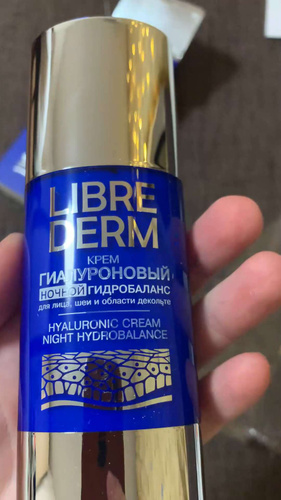 LIBRE
DERM
КРЕМ
ГИАЛУРОНОВЫЙ
НОЧНОЙ ГИДРОБАЛАНС
для лица, шеи и области декольте
HYALURONIC CREAM
NIGHT HYDROBALANCE